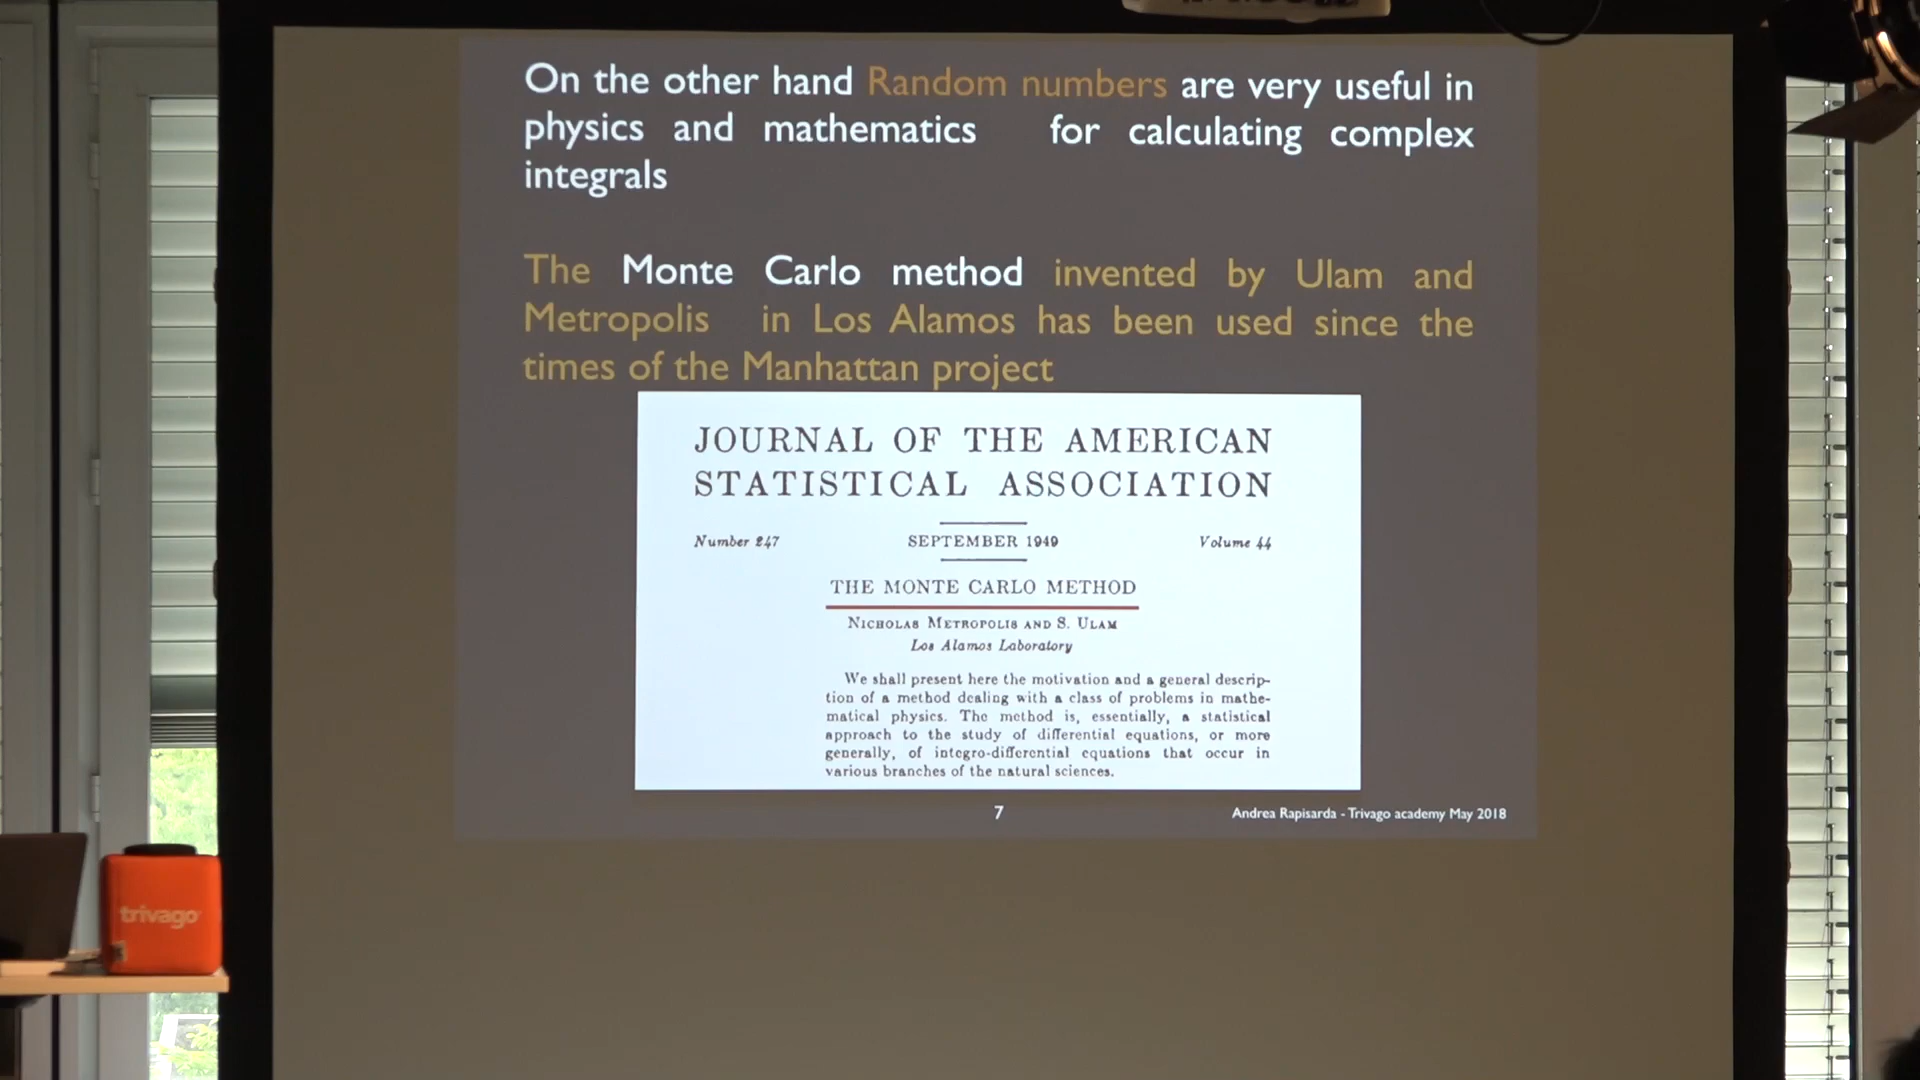 On the other hand Random numbers are very useful in
physics and mathematics for calculating complex
integrals
The Monte Carlo method invented by Ulam and
Metropolis in Los Alamos has been used since the
times of the Manhattan project
JOURNAL OF THE AMERICAN
STATISTICAL ASSOCIATION
Number 247 SEPTEMBER 1949 Volume 44
THE MONTE CARLO METHOD
NICHOLAS METROPOLIS AND S. ULAM
Los Alamos Laboratory
We shall present here the motivation and a general descrip-
tion of a method dealing with a class of problems in mathe-
matical physics. The method is, essentially, a statistical
approach to the study of differential equations, or more
generally, of integro-differential equations that occur in
various branches of the natural sciences.
7 Andrea Rapisarda - Trivago academy May 2018
trivago